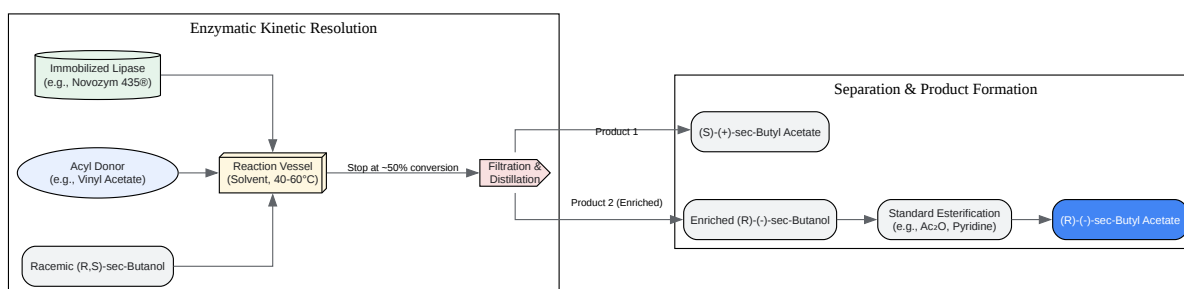 Enzymatic Kinetic Resolution
Immobilized Lipase
(e.g., Novozym 435®)
Acyl Donor
(e.g., Vinyl Acetate)
Racemic (R,S)-sec-Butanol
Reaction Vessel
(Solvent, 40-60°C)
Stop at ~50% conversion
Filtration &
Distillation
Separation & Product Formation
Product 1
(S)-(+)-sec-Butyl Acetate
Product 2 (Enriched)
Enriched (R)-(-)-sec-Butanol
Standard Esterification
(e.g., Ac₂O, Pyridine)
(R)-(-)-sec-Butyl Acetate